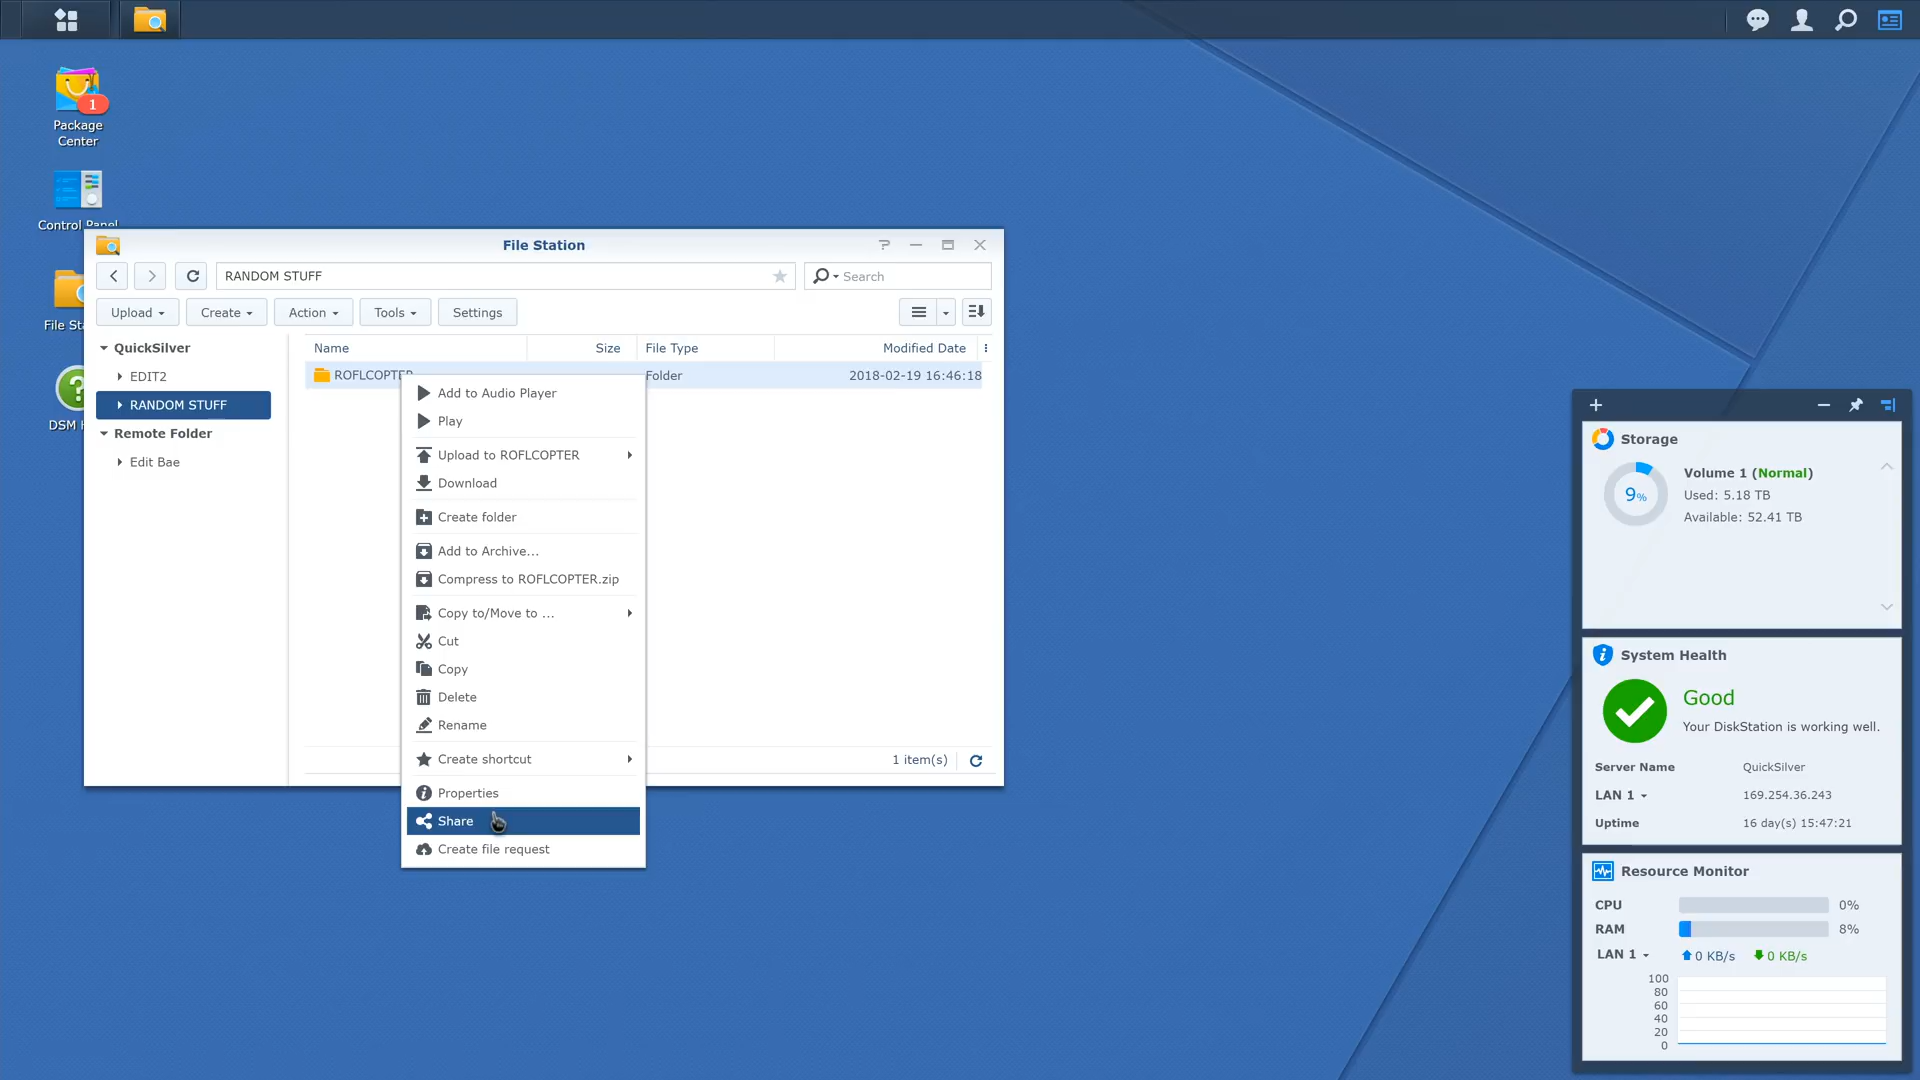 1
Package
Center
Control Panel
File Sta
DSM H
File Station
RANDOM STUFF
Search
Upload
Create
Action
Tools
Settings
QuickSilver
EDIT2
RANDOM STUFF
Remote Folder
Edit Bae
Name
Size
File Type
Modified Date
ROFLCOPTER
Folder
2018-02-19 16:46:18
Add to Audio Player
Play
Upload to ROFLCOPTER
Download
Create folder
Add to Archive...
Compress to ROFLCOPTER.zip
Copy to/Move to ...
Cut
Copy
Delete
Rename
Create shortcut
Properties
Share
Create file request
1 item(s)
Storage
9%
Volume 1 (Normal)
Used: 5.18 TB
Available: 52.41 TB
System Health
Good
Your DiskStation is working well.
Server Name QuickSilver
LAN 1 169.254.36.243
Uptime 16 day(s) 15:47:21
Resource Monitor
CPU 0%
RAM 8%
LAN 1 0 KB/s 0 KB/s
100
80
60
40
20
0